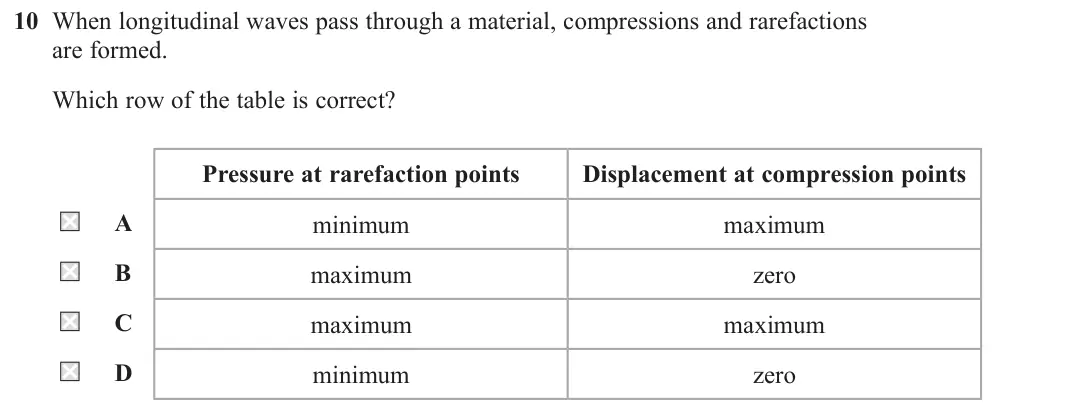 10 When longitudinal waves pass through a material, compressions and rarefactions
are formed.
Which row of the table is correct?
Pressure at rarefaction points Displacement at compression points
A minimum maximum
B maximum zero
C maximum maximum
D minimum zero